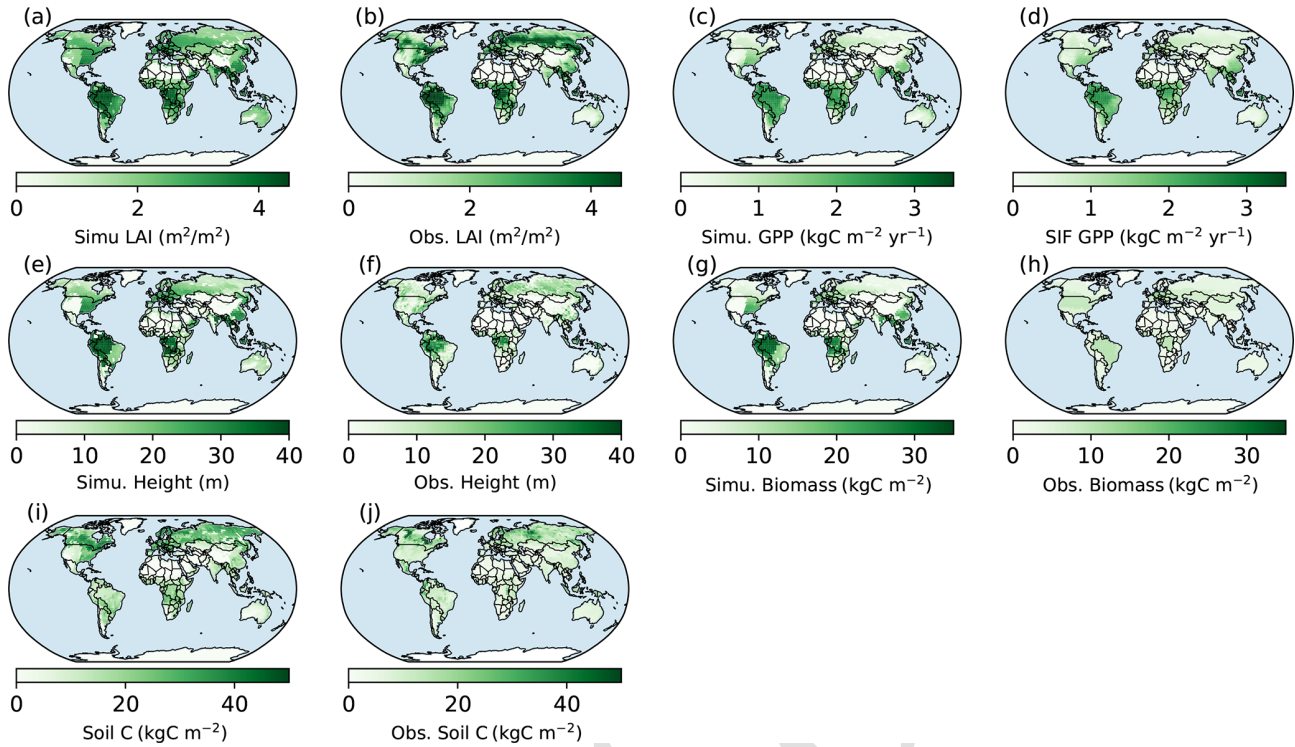 (a) (b) (c) (d)
0 2 4 0 2 4 0 1 2 3 0 1 2 3
Simu LAI (m²/m²) Obs. LAI (m²/m²) Simu. GPP (kgC m⁻² yr⁻¹) SIF GPP (kgC m⁻² yr⁻¹)
(e) (f) (g) (h)
0 10 20 30 40 0 10 20 30 40 0 10 20 30 0 10 20 30
Simu. Height (m) Obs. Height (m) Simu. Biomass (kgC m⁻²) Obs. Biomass (kgC m⁻²)
(i) (j)
0 20 40 0 20 40
Soil C (kgC m⁻²) Obs. Soil C (kgC m⁻²)